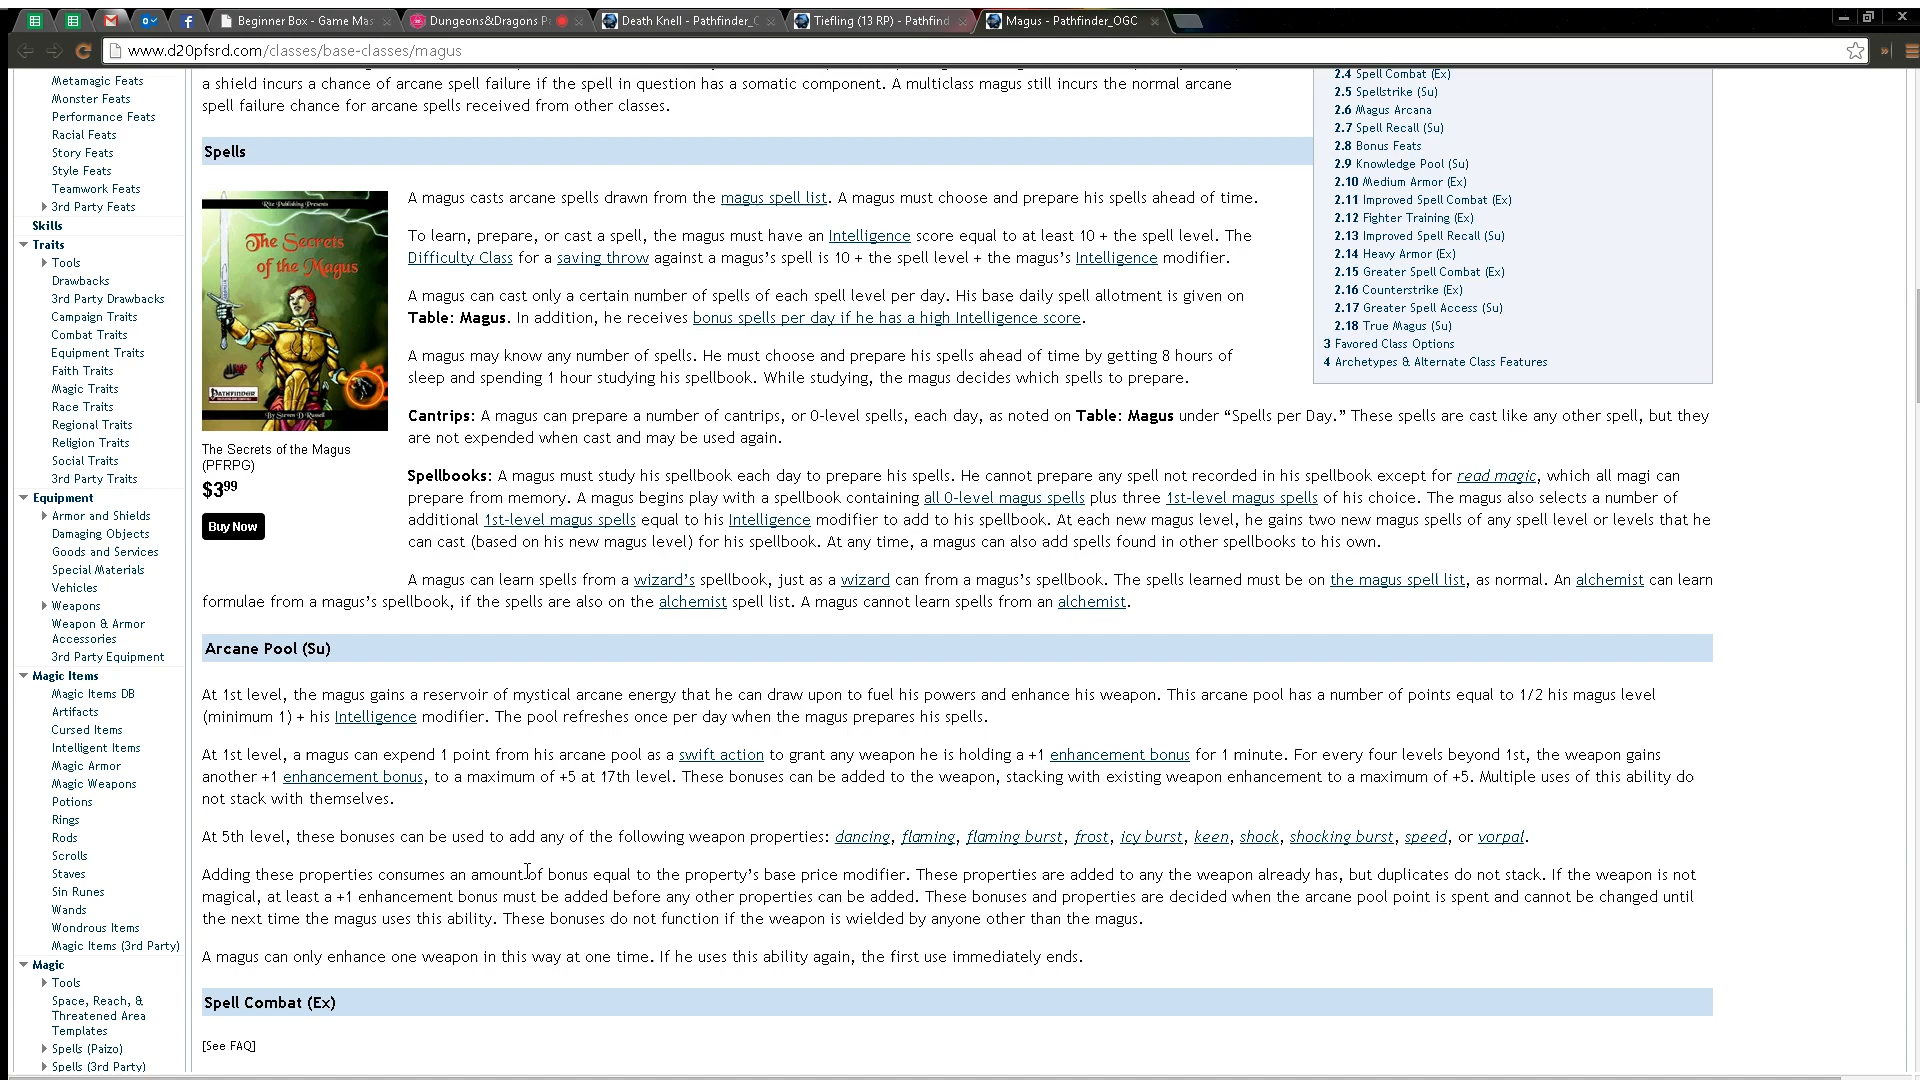 Beginner Box - Game Mas
Dungeons&Dragons Pa
Death Knell - Pathfinder_O
Tiefling (13 RP) - Pathfind
Magus - Pathfinder_OGC
www.d20pfsrd.com/classes/base-classes/magus
Metamagic Feats
Monster Feats
Performance Feats
Racial Feats
Story Feats
Style Feats
Teamwork Feats
3rd Party Feats
Skills
Traits
Tools
Drawbacks
3rd Party Drawbacks
Campaign Traits
Combat Traits
Equipment Traits
Faith Traits
Magic Traits
Race Traits
Regional Traits
Religion Traits
Social Traits
3rd Party Traits
Equipment
Armor and Shields
Damaging Objects
Goods and Services
Special Materials
Vehicles
Weapons
Weapon & Armor
Accessories
3rd Party Equipment
Magic Items
Magic Items DB
Artifacts
Cursed Items
Intelligent Items
Magic Armor
Magic Weapons
Potions
Rings
Rods
Scrolls
Staves
Sin Runes
Wands
Wondrous Items
Magic Items (3rd Party)
Magic
Tools
Space, Reach, &
Threatened Area
Templates
Spells (Paizo)
Spells (3rd Party)
a shield incurs a chance of arcane spell failure if the spell in question has a somatic component. A multiclass magus still incurs the normal arcane
spell failure chance for arcane spells received from other classes.
2.4 Spell Combat (Ex)
2.5 Spellstrike (Su)
2.6 Magus Arcana
2.7 Spell Recall (Su)
2.8 Bonus Feats
2.9 Knowledge Pool (Su)
2.10 Medium Armor (Ex)
2.11 Improved Spell Combat (Ex)
2.12 Fighter Training (Ex)
2.13 Improved Spell Recall (Su)
2.14 Heavy Armor (Ex)
2.15 Greater Spell Combat (Ex)
2.16 Counterstrike (Ex)
2.17 Greater Spell Access (Su)
2.18 True Magus (Su)
3 Favored Class Options
4 Archetypes & Alternate Class Features
Spells
Rite Publishing Presents
The Secrets
of the Magus
PATHFINDER
By Steven D Russell
The Secrets of the Magus
(PFRPG)
$3.99
Buy Now
A magus casts arcane spells drawn from the magus spell list. A magus must choose and prepare his spells ahead of time.
To learn, prepare, or cast a spell, the magus must have an Intelligence score equal to at least 10 + the spell level. The
Difficulty Class for a saving throw against a magus’s spell is 10 + the spell level + the magus’s Intelligence modifier.
A magus can cast only a certain number of spells of each spell level per day. His base daily spell allotment is given on
Table: Magus. In addition, he receives bonus spells per day if he has a high Intelligence score.
A magus may know any number of spells. He must choose and prepare his spells ahead of time by getting 8 hours of
sleep and spending 1 hour studying his spellbook. While studying, the magus decides which spells to prepare.
Cantrips: A magus can prepare a number of cantrips, or 0-level spells, each day, as noted on Table: Magus under “Spells per Day.” These spells are cast like any other spell, but they
are not expended when cast and may be used again.
Spellbooks: A magus must study his spellbook each day to prepare his spells. He cannot prepare any spell not recorded in his spellbook except for read magic, which all magi can
prepare from memory. A magus begins play with a spellbook containing all 0-level magus spells plus three 1st-level magus spells of his choice. The magus also selects a number of
additional 1st-level magus spells equal to his Intelligence modifier to add to his spellbook. At each new magus level, he gains two new magus spells of any spell level or levels that he
can cast (based on his new magus level) for his spellbook. At any time, a magus can also add spells found in other spellbooks to his own.
A magus can learn spells from a wizard’s spellbook, just as a wizard can from a magus’s spellbook. The spells learned must be on the magus spell list, as normal. An alchemist can learn
formulae from a magus’s spellbook, if the spells are also on the alchemist spell list. A magus cannot learn spells from an alchemist.
Arcane Pool (Su)
At 1st level, the magus gains a reservoir of mystical arcane energy that he can draw upon to fuel his powers and enhance his weapon. This arcane pool has a number of points equal to 1/2 his magus level
(minimum 1) + his Intelligence modifier. The pool refreshes once per day when the magus prepares his spells.
At 1st level, a magus can expend 1 point from his arcane pool as a swift action to grant any weapon he is holding a +1 enhancement bonus for 1 minute. For every four levels beyond 1st, the weapon gains
another +1 enhancement bonus, to a maximum of +5 at 17th level. These bonuses can be added to the weapon, stacking with existing weapon enhancement to a maximum of +5. Multiple uses of this ability do
not stack with themselves.
At 5th level, these bonuses can be used to add any of the following weapon properties: dancing, flaming, flaming burst, frost, icy burst, keen, shock, shocking burst, speed, or vorpal.
Adding these properties consumes an amount of bonus equal to the property’s base price modifier. These properties are added to any the weapon already has, but duplicates do not stack. If the weapon is not
magical, at least a +1 enhancement bonus must be added before any other properties can be added. These bonuses and properties are decided when the arcane pool point is spent and cannot be changed until
the next time the magus uses this ability. These bonuses do not function if the weapon is wielded by anyone other than the magus.
A magus can only enhance one weapon in this way at one time. If he uses this ability again, the first use immediately ends.
Spell Combat (Ex)
[See FAQ]